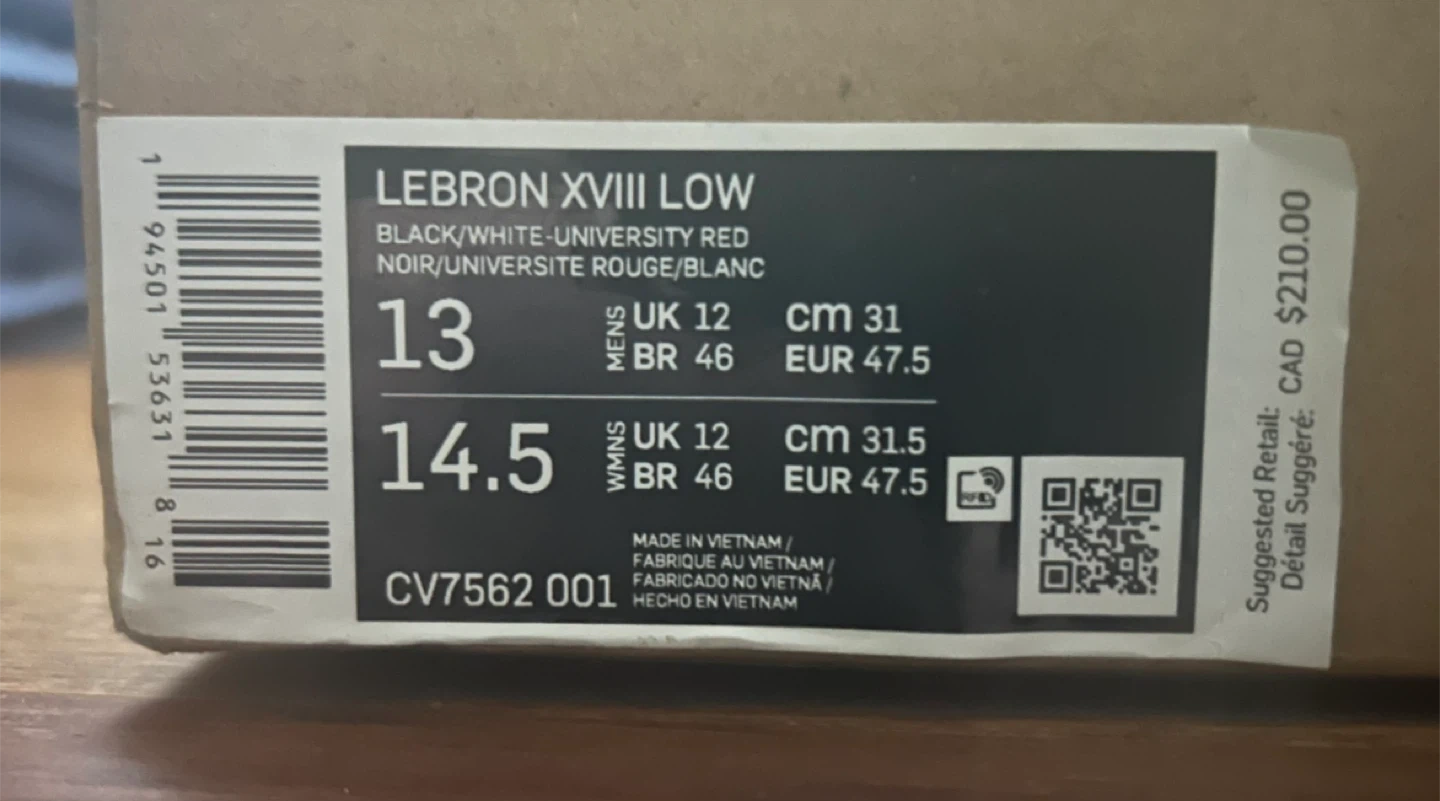 1 94501 53631 8 16
LEBRON XVIII LOW
BLACK/WHITE-UNIVERSITY RED
NOIR/UNIVERSITE ROUGE/BLANC
13 MENS UK 12 cm 31
BR 46 EUR 47.5
14.5 WMNS UK 12 cm 31.5
BR 46 EUR 47.5
RFID
MADE IN VIETNAM /
FABRIQUE AU VIETNAM /
FABRICADO NO VIETNÃ /
HECHO EN VIETNAM
CV7562 001
Suggested Retail:
Détail Suggéré: CAD $210.00